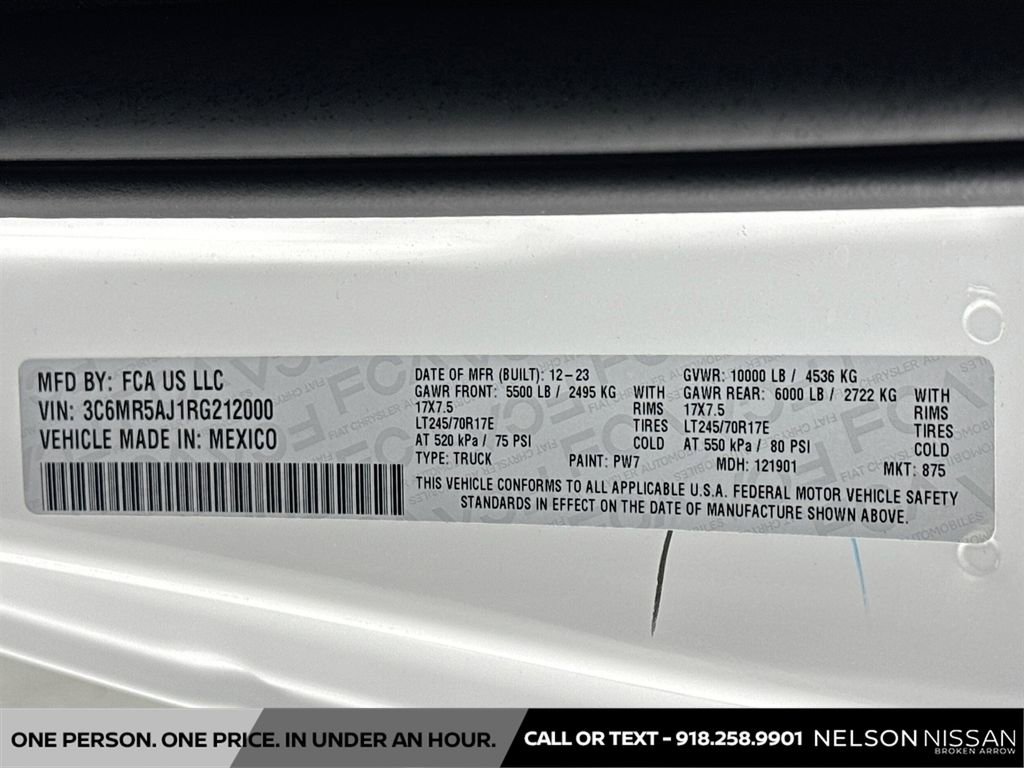 MFD BY: FCA US LLC
VIN: 3C6MR5AJ1RG212000
VEHICLE MADE IN: MEXICO
DATE OF MFR (BUILT): 12-23
GAWR FRONT: 5500 LB / 2495 KG WITH
17X7.5 RIMS
LT245/70R17E TIRES
AT 520 kPa / 75 PSI COLD
GVWR: 10000 LB / 4536 KG
GAWR REAR: 6000 LB / 2722 KG WITH
17X7.5 RIMS
LT245/70R17E TIRES
AT 550 kPa / 80 PSI COLD
TYPE: TRUCK PAINT: PW7 MDH: 121901 MKT: 875
THIS VEHICLE CONFORMS TO ALL APPLICABLE U.S.A. FEDERAL MOTOR VEHICLE SAFETY
STANDARDS IN EFFECT ON THE DATE OF MANUFACTURE SHOWN ABOVE.
ONE PERSON. ONE PRICE. IN UNDER AN HOUR.
CALL OR TEXT - 918.258.9901
NELSON NISSAN
BROKEN ARROW